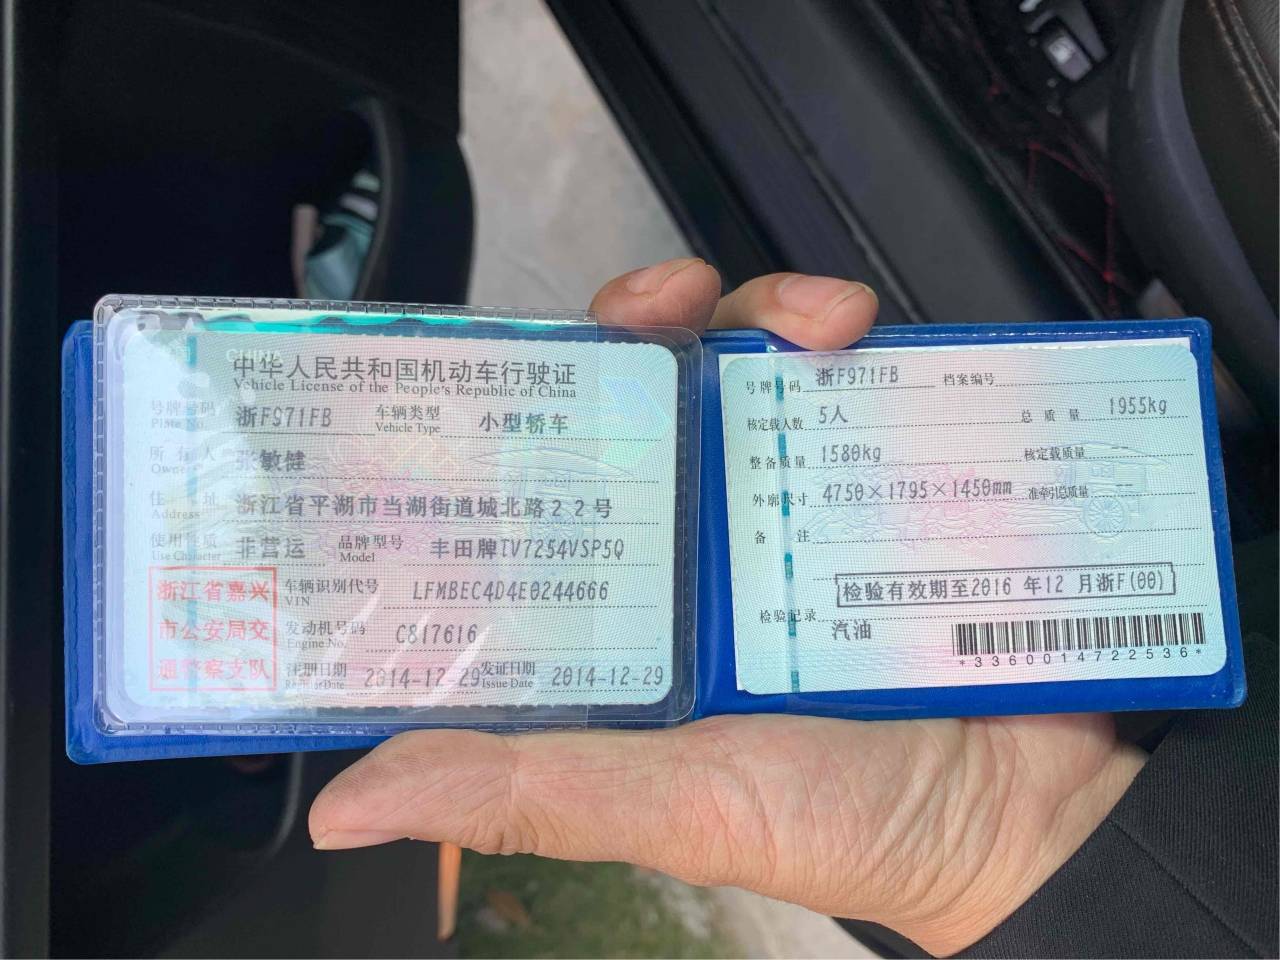 中华人民共和国机动车行驶证
Vehicle License of the People's Republic of China
号牌号码 浙F971FB 车辆类型 小型轿车
Plate No. Vehicle Type
所有人 张敏健
Owner
住址 浙江省平湖市当湖街道城北路22号
Address
使用性质 非营运 品牌型号 丰田牌TV7254VSP5Q
Use Character Model
浙江省嘉兴
市公安局交
通警察支队
车辆识别代号 LFMBEC4D4E0244666
VIN
发动机号码 C817616
Engine No.
注册日期 2014-12-29 发证日期 2014-12-29
Register Date Issue Date
号牌号码 浙F971FB 档案编号
核定载人数 5人 总质量 1955kg
整备质量 1580kg 核定载质量 --
外廓尺寸 4750×1795×1450mm 准牵引总质量 --
备注
检验有效期至2016 年12 月浙F(00)
检验记录
汽油
*3360014722536*